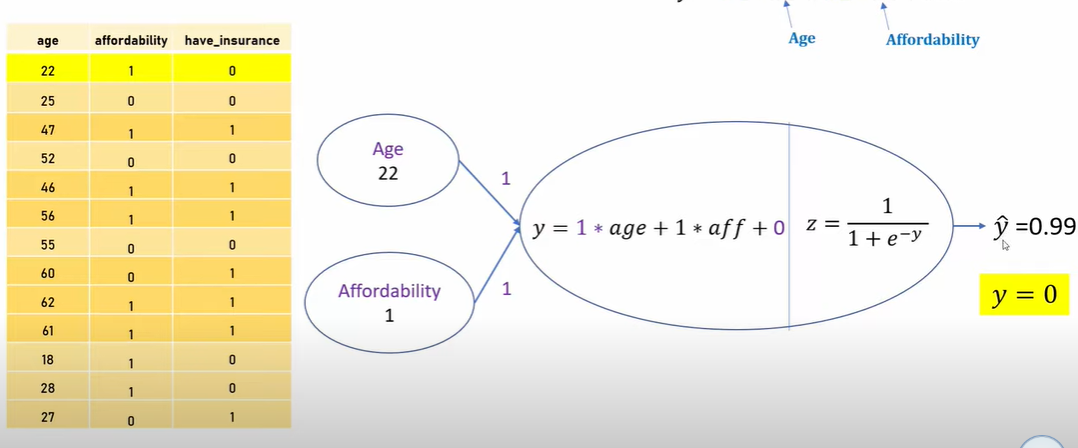 Age
Affordability
age affordability have_insurance
22 1 0
25 0 0
47 1 1
52 0 0
46 1 1
56 1 1
55 0 0
60 0 1
62 1 1
61 1 1
18 1 0
28 1 0
27 0 1
Age
22
1
y = 1 * age + 1 * aff + 0
z = 1 / (1 + e^-y)
ŷ =0.99
y = 0
Affordability
1
1